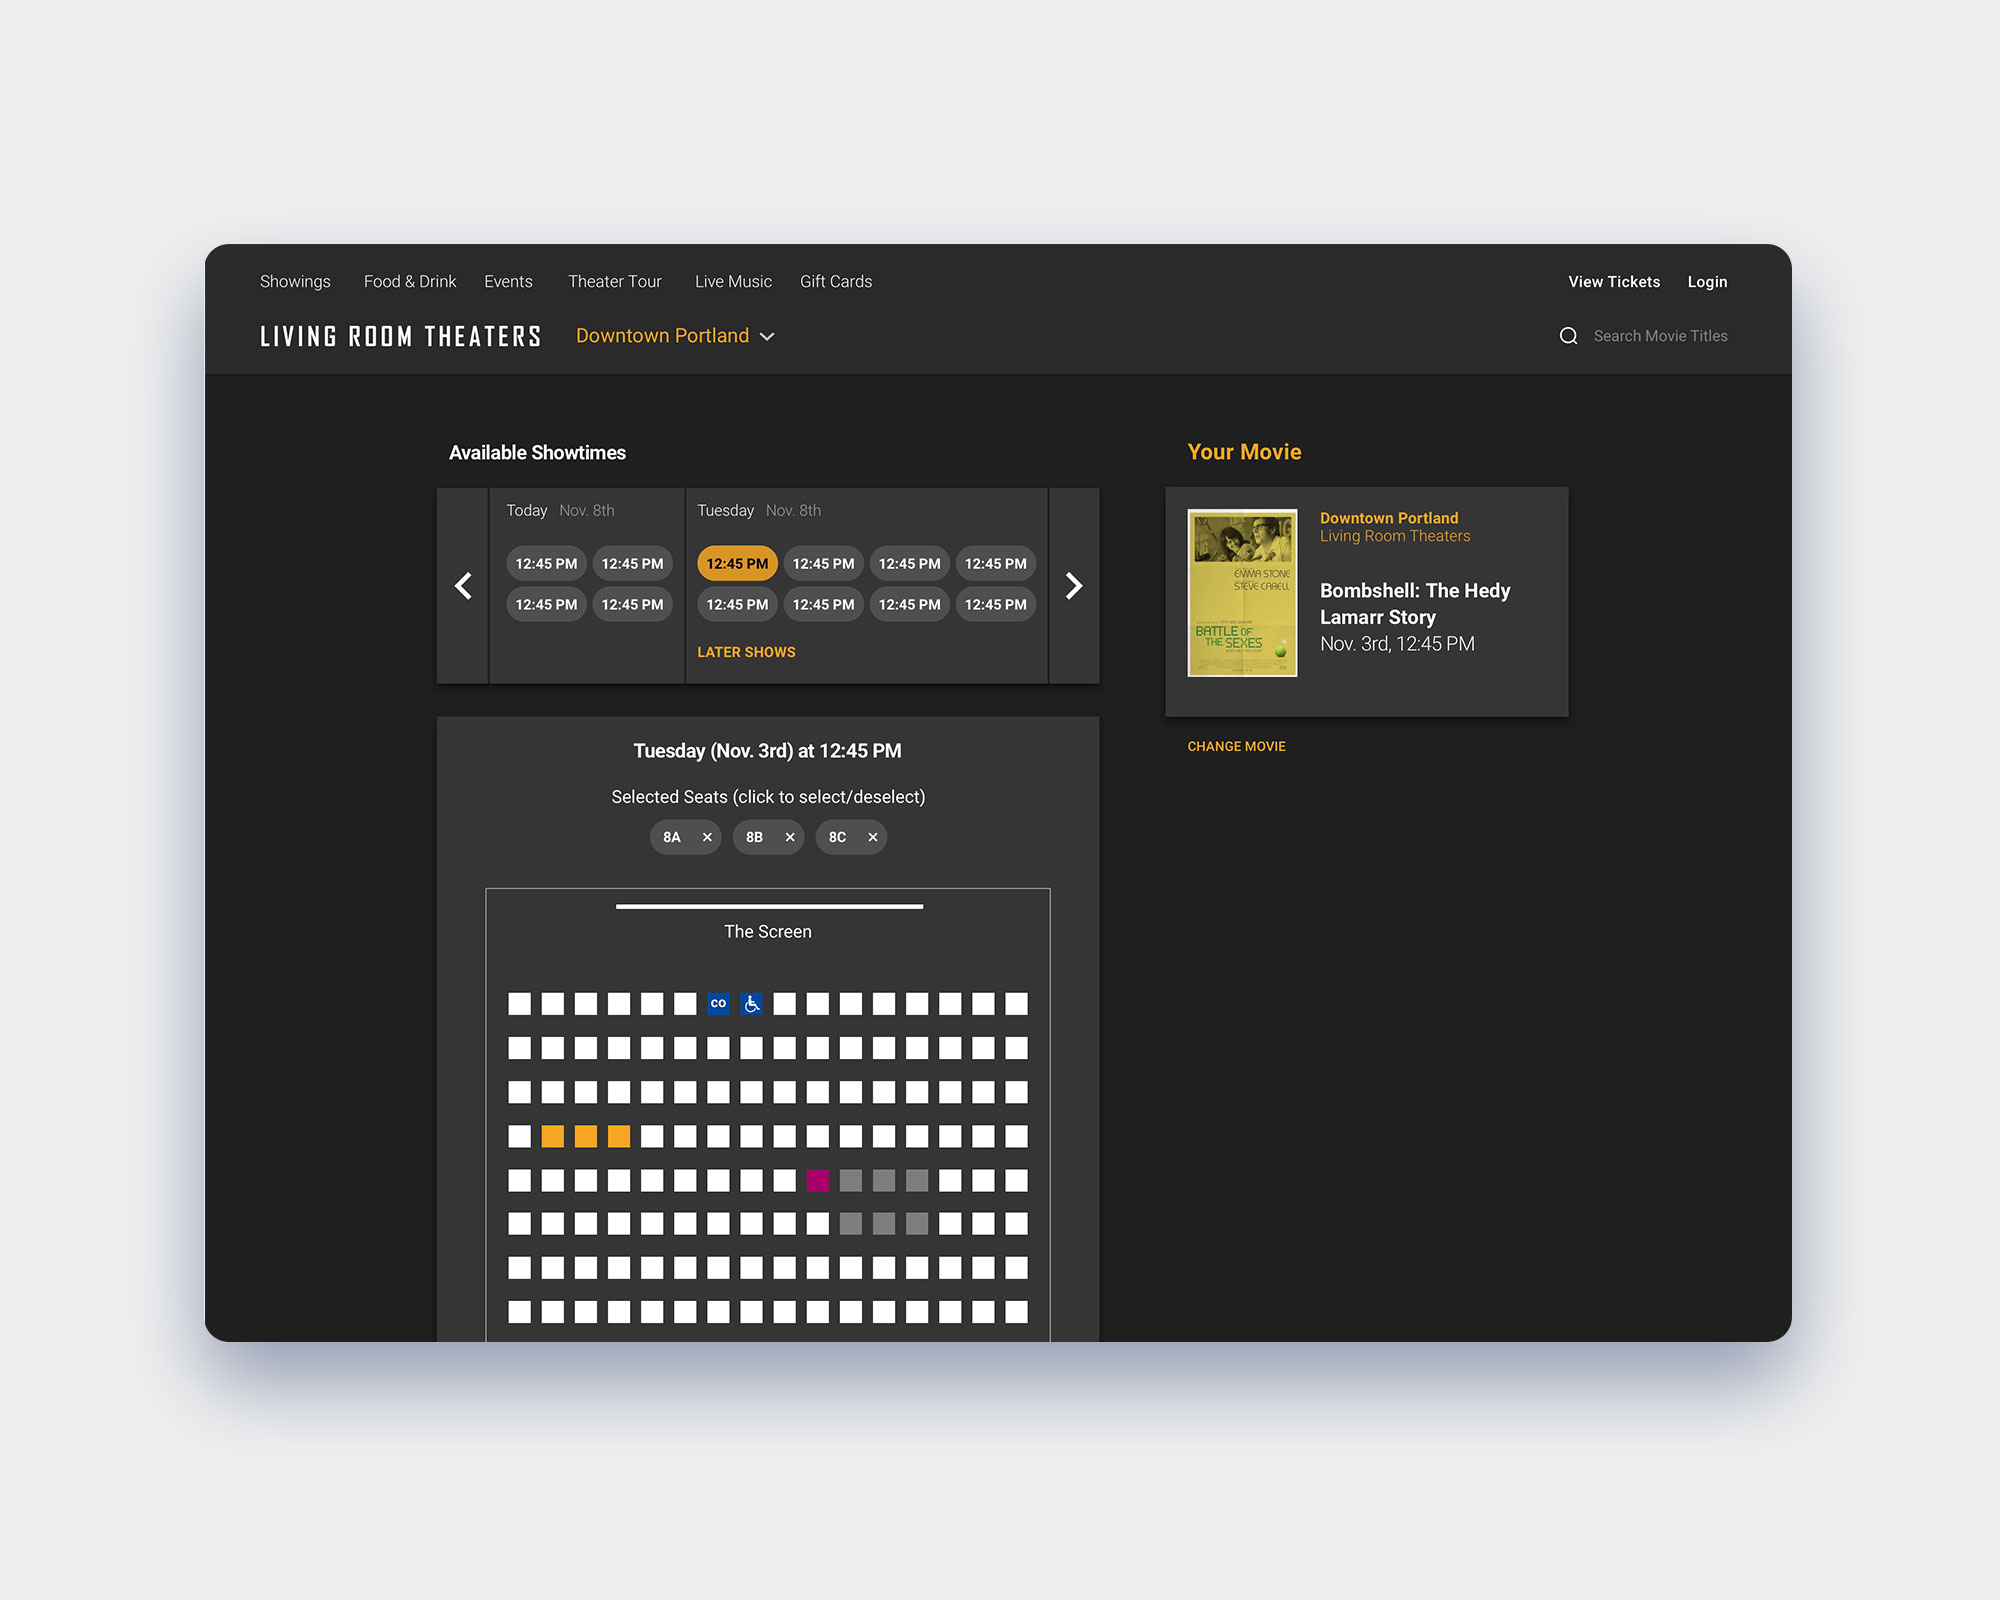 Showings Food & Drink Events Theater Tour Live Music Gift Cards View Tickets Login
LIVING ROOM THEATERS Downtown Portland Search Movie Titles
Available Showtimes
Today Nov. 8th Tuesday Nov. 8th
12:45 PM 12:45 PM 12:45 PM 12:45 PM 12:45 PM 12:45 PM
12:45 PM 12:45 PM 12:45 PM 12:45 PM 12:45 PM 12:45 PM
LATER SHOWS
Your Movie
EMMA STONE
STEVE CARELL
BATTLE OF
THE SEXES
Downtown Portland
Living Room Theaters
Bombshell: The Hedy
Lamarr Story
Nov. 3rd, 12:45 PM
CHANGE MOVIE
Tuesday (Nov. 3rd) at 12:45 PM
Selected Seats (click to select/deselect)
8A × 8B × 8C ×
The Screen
CO